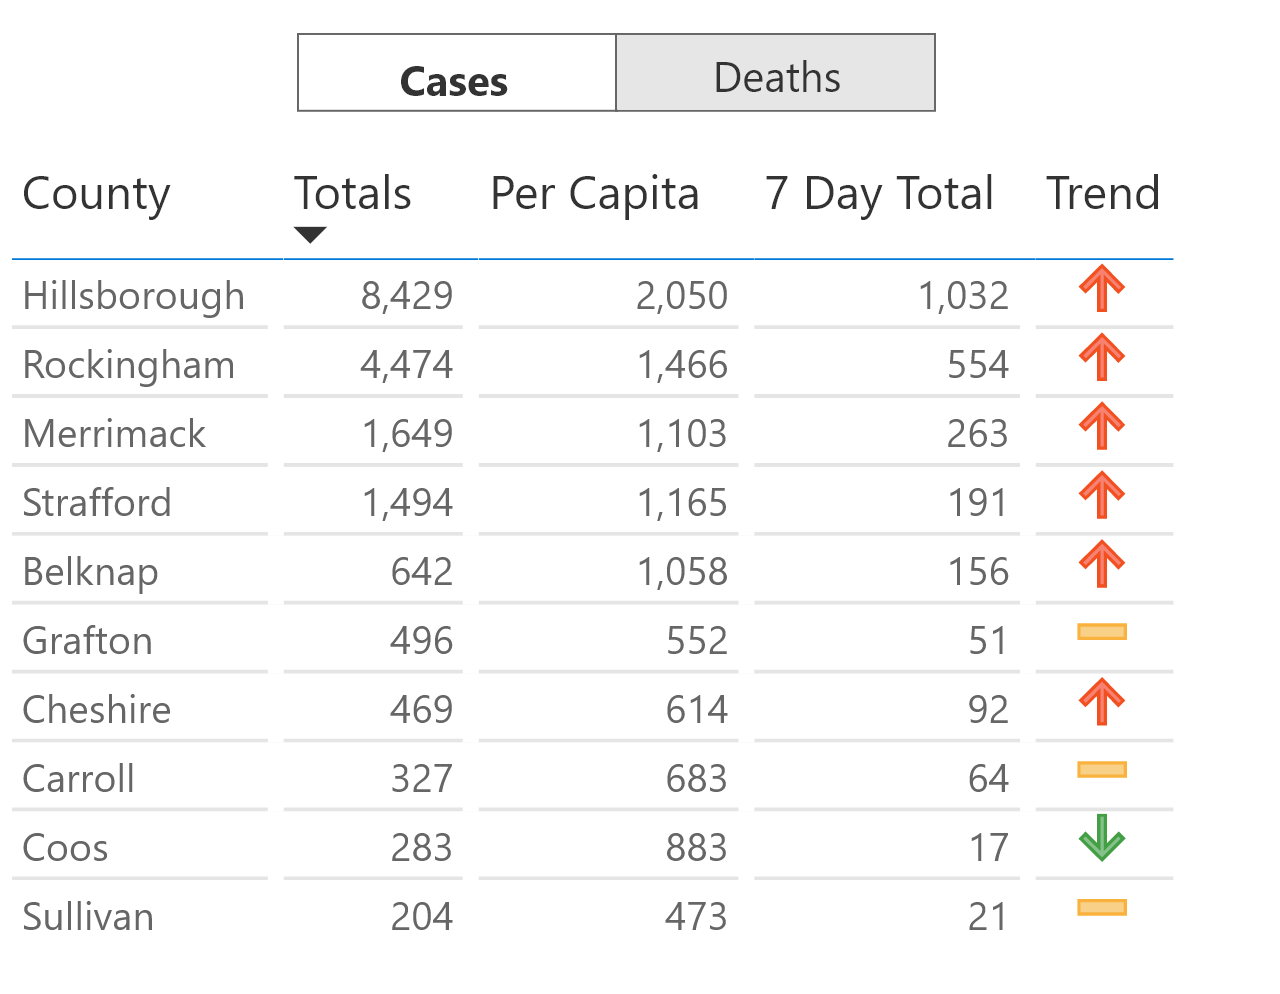 Cases Deaths
County Totals Per Capita 7 Day Total Trend
Hillsborough 8,429 2,050 1,032
Rockingham 4,474 1,466 554
Merrimack 1,649 1,103 263
Strafford 1,494 1,165 191
Belknap 642 1,058 156
Grafton 496 552 51
Cheshire 469 614 92
Carroll 327 683 64
Coos 283 883 17
Sullivan 204 473 21